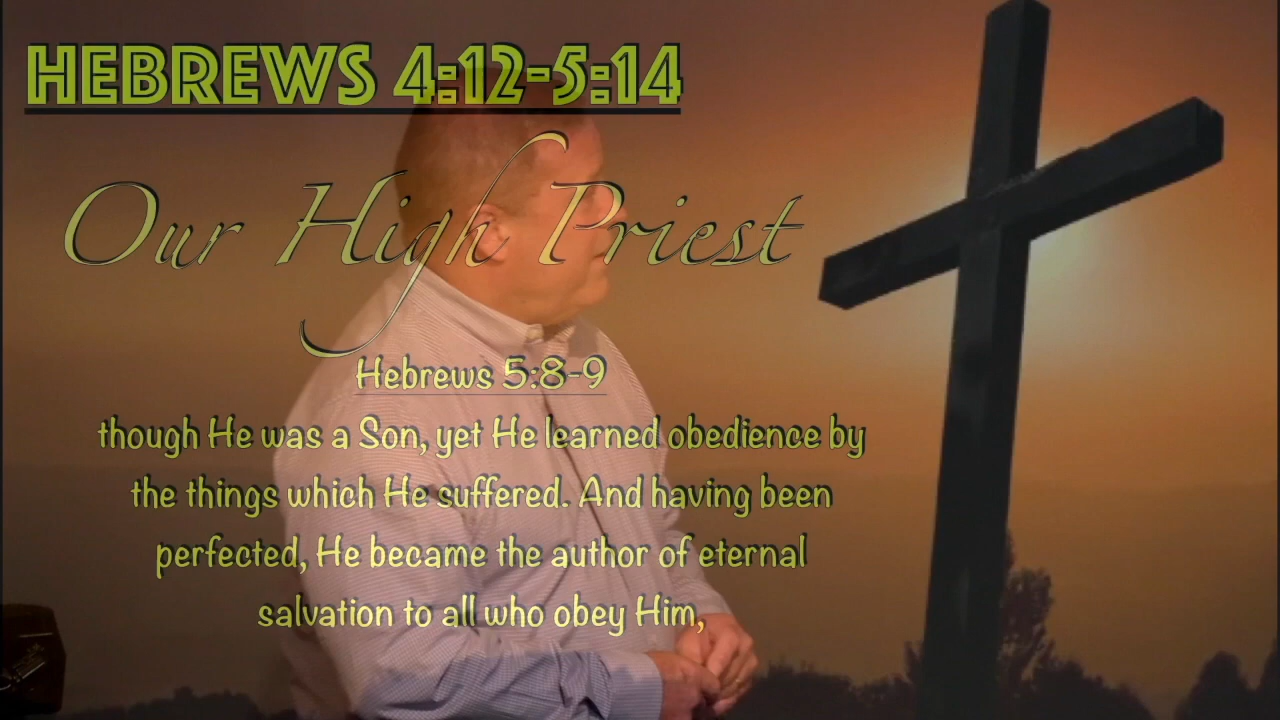 HEBREWS 4:12-5:14
Our High Priest
Hebrews 5:8-9
though He was a Son, yet He learned obedience by
the things which He suffered. And having been
perfected, He became the author of eternal
salvation to all who obey Him,